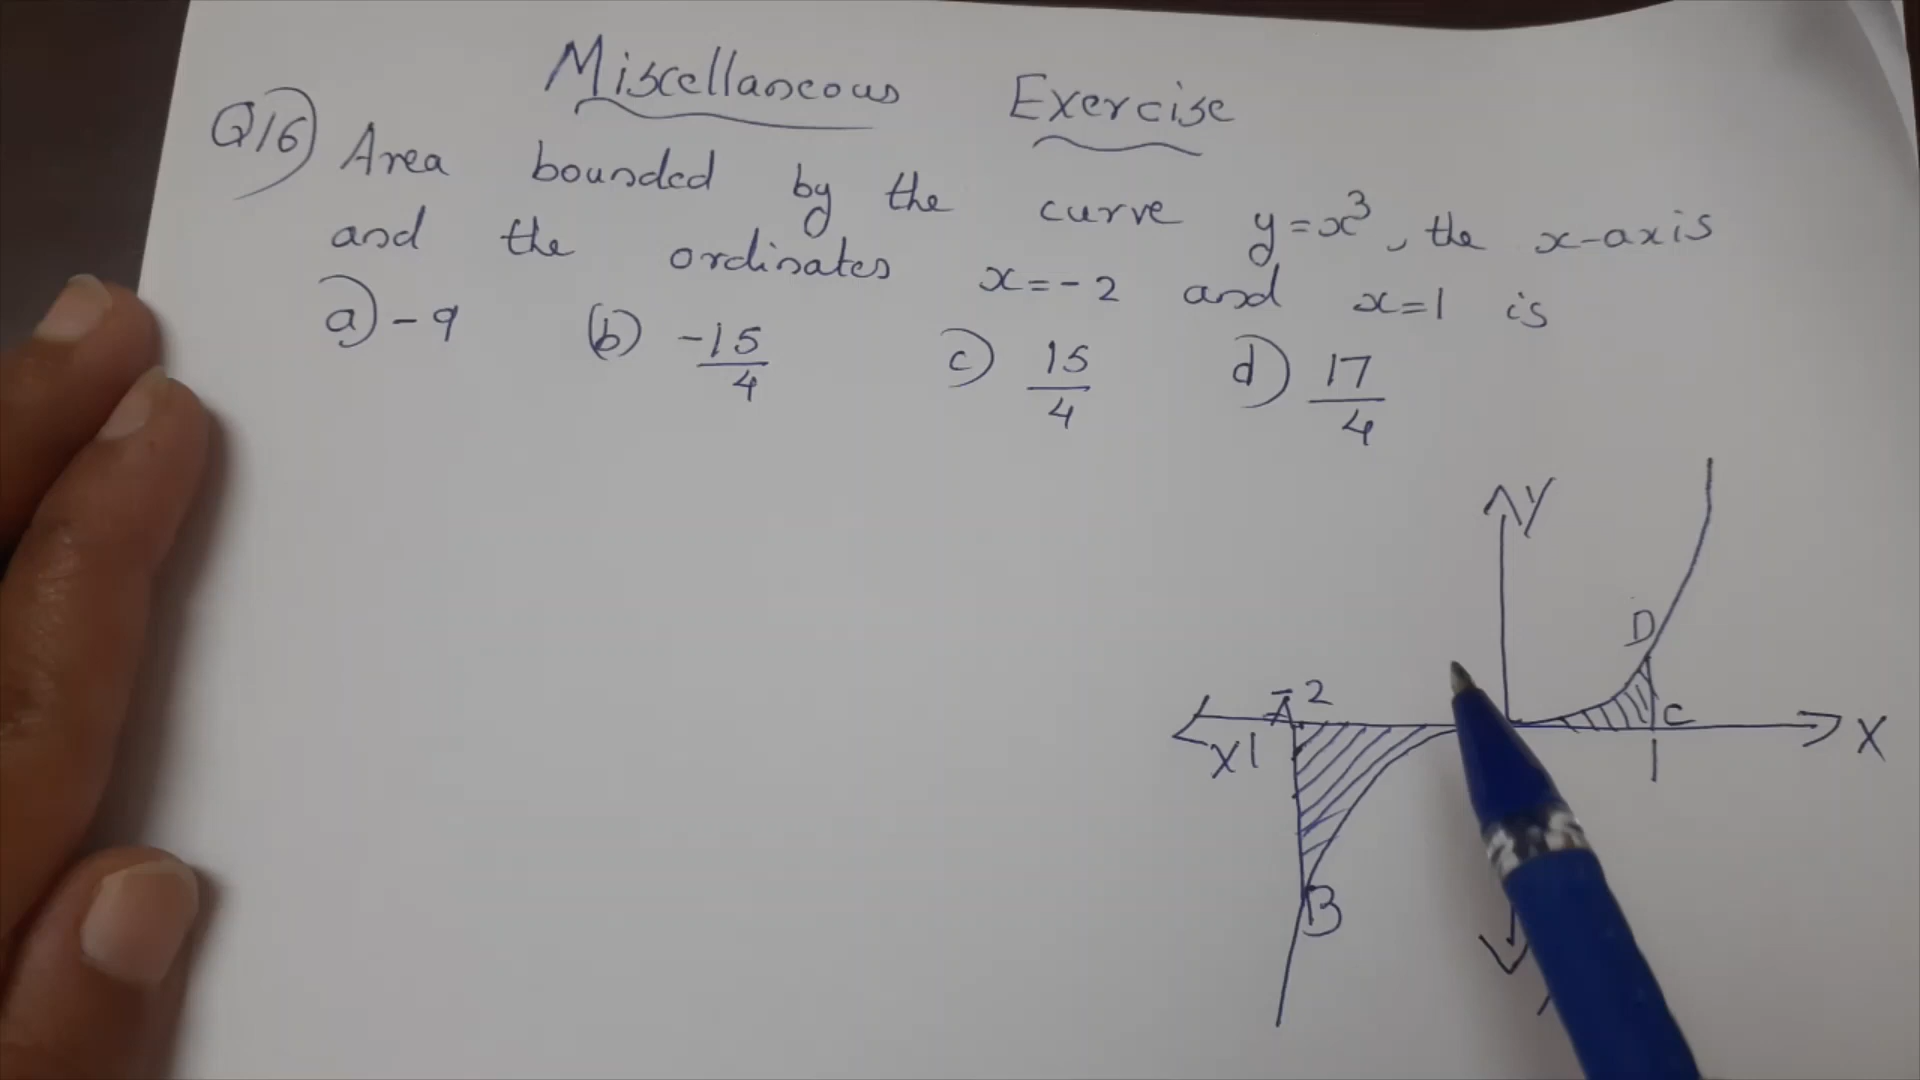 Miscellaneous Exercise
Q16) Area bounded by the curve y=x³, the x-axis
and the ordinates x=-2 and x=1 is
a) -9 (b) -15/4 c) 15/4 d) 17/4
Y
D
A -2 C
X' 1 X
B